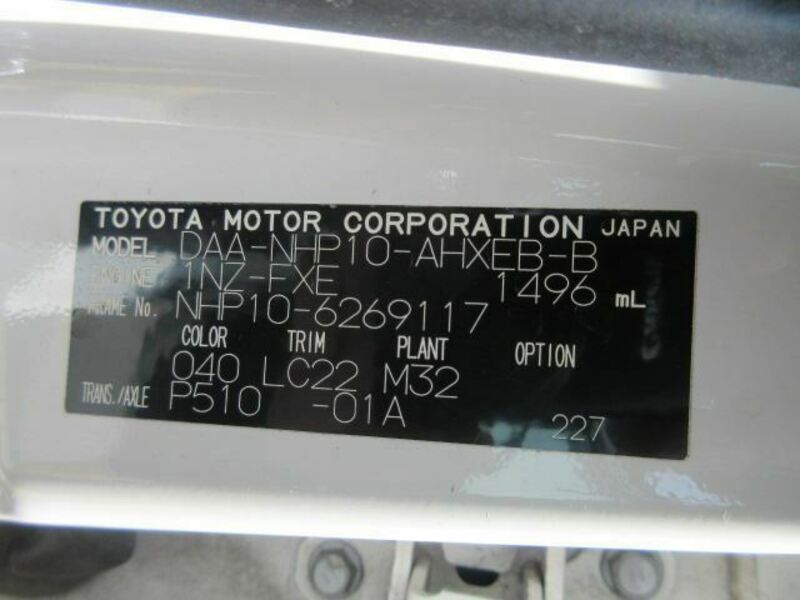 TOYOTA MOTOR CORPORATION JAPAN
MODEL DAA-NHP10-AHXEB-B
ENGINE 1NZ-FXE 1496 mL
FRAME No. NHP10-6269117
COLOR TRIM PLANT OPTION
040 LC22 M32
TRANS./AXLE P510 -01A 227